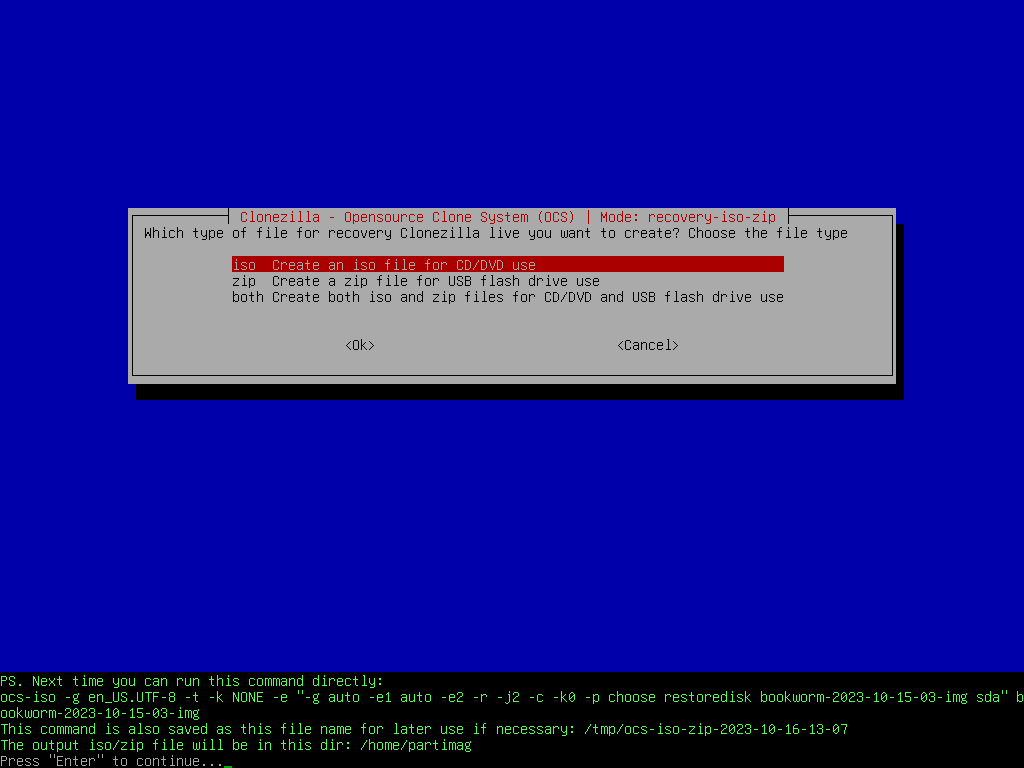 Clonezilla - Opensource Clone System (OCS) | Mode: recovery-iso-zip
Which type of file for recovery Clonezilla live you want to create? Choose the file type
iso  Create an iso file for CD/DVD use
zip  Create a zip file for USB flash drive use
both Create both iso and zip files for CD/DVD and USB flash drive use
<Ok> <Cancel>
PS. Next time you can run this command directly:
ocs-iso -g en_US.UTF-8 -t -k NONE -e "-g auto -e1 auto -e2 -r -j2 -c -k0 -p choose restoredisk bookworm-2023-10-15-03-img sda" b
ookworm-2023-10-15-03-img
This command is also saved as this file name for later use if necessary: /tmp/ocs-iso-zip-2023-10-16-13-07
The output iso/zip file will be in this dir: /home/partimag
Press "Enter" to continue..._